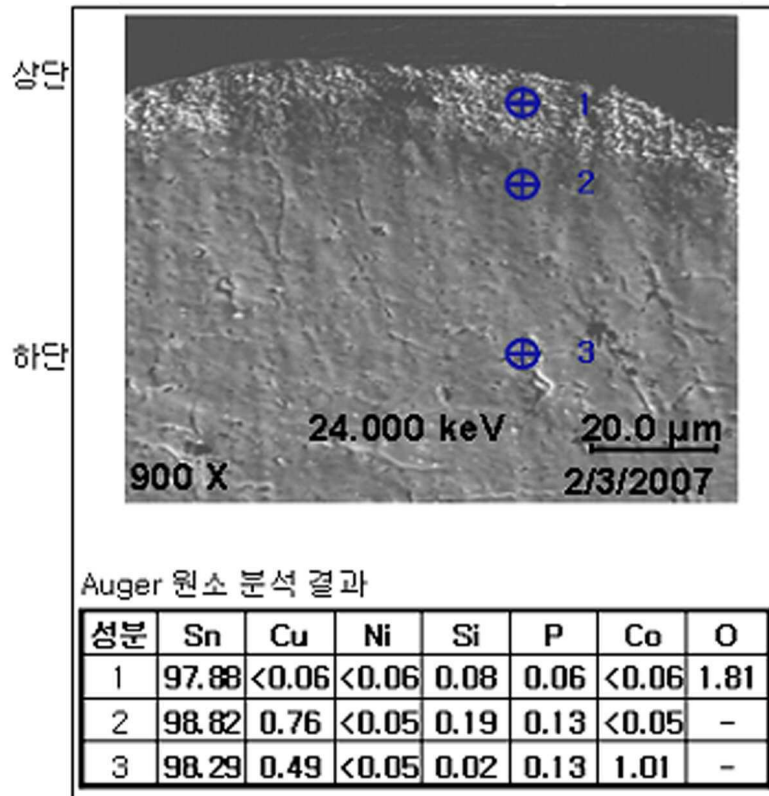 상단
1
2
하단
3
24.000 keV 20.0 µm
900 X 2/3/2007
Auger 원소 분석 결과
성분 Sn Cu Ni Si P Co O
1 97.88 <0.06 <0.06 0.08 0.06 <0.06 1.81
2 98.82 0.76 <0.05 0.19 0.13 <0.05 -
3 98.29 0.49 <0.05 0.02 0.13 1.01 -